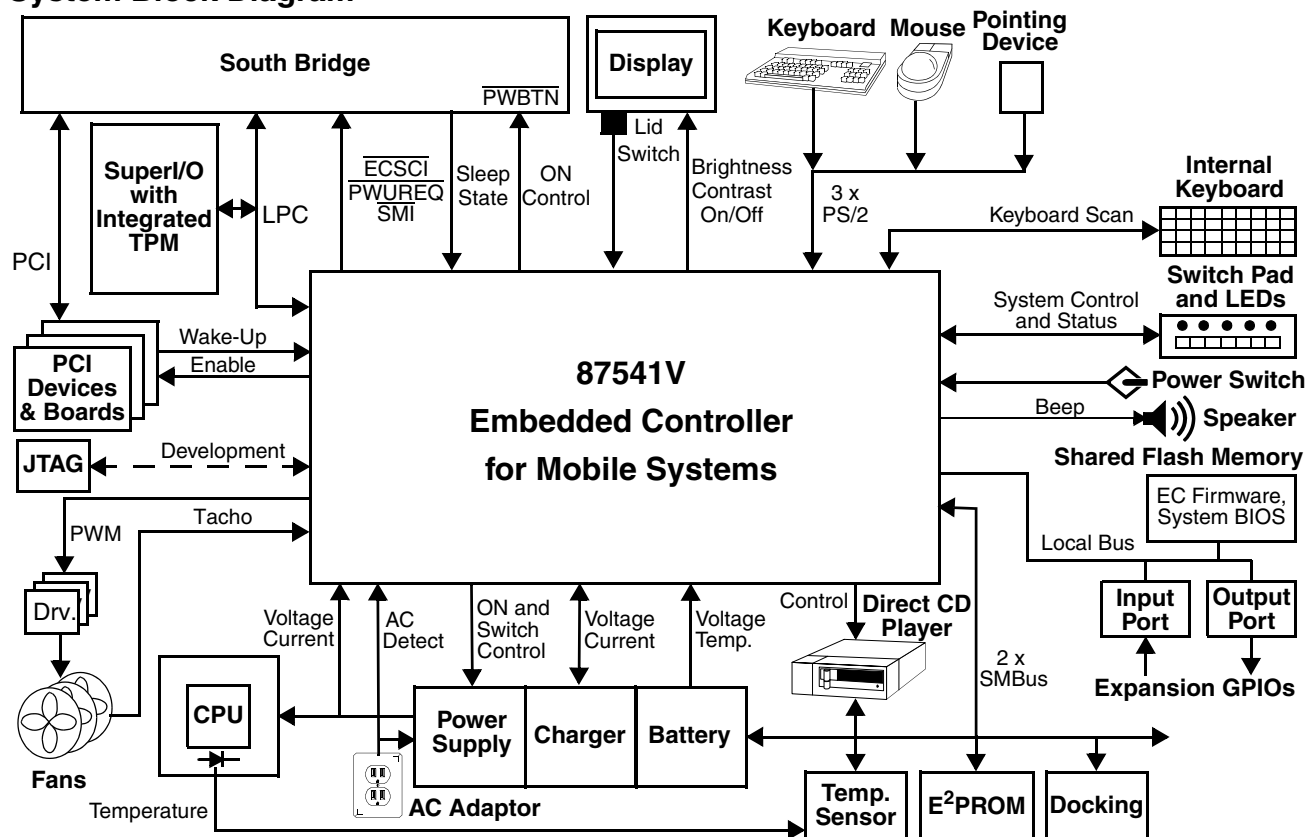 System Block Diagram
South Bridge
PWBTN
Display
Keyboard
Mouse
Pointing
Device
Lid
Switch
SuperI/O
with
Integrated
TPM
LPC
ECSCI
PWUREQ
SMI
Sleep
State
ON
Control
Brightness
Contrast
On/Off
3 x
PS/2
Internal
Keyboard
Keyboard Scan
PCI
Switch Pad
and LEDs
System Control
and Status
Wake-Up
Enable
PCI
Devices
& Boards
87541V
Embedded Controller
for Mobile Systems
Power Switch
Beep
Speaker
JTAG
Development
Shared Flash Memory
EC Firmware,
System BIOS
PWM
Tacho
Local Bus
Drv.
Voltage
Current
AC
Detect
ON and
Switch
Control
Voltage
Current
Voltage
Temp.
Control
Direct CD
Player
Input
Port
Output
Port
2 x
SMBus
Expansion GPIOs
CPU
Power
Supply
Charger
Battery
Fans
AC Adaptor
Temperature
Temp.
Sensor
E2PROM
Docking